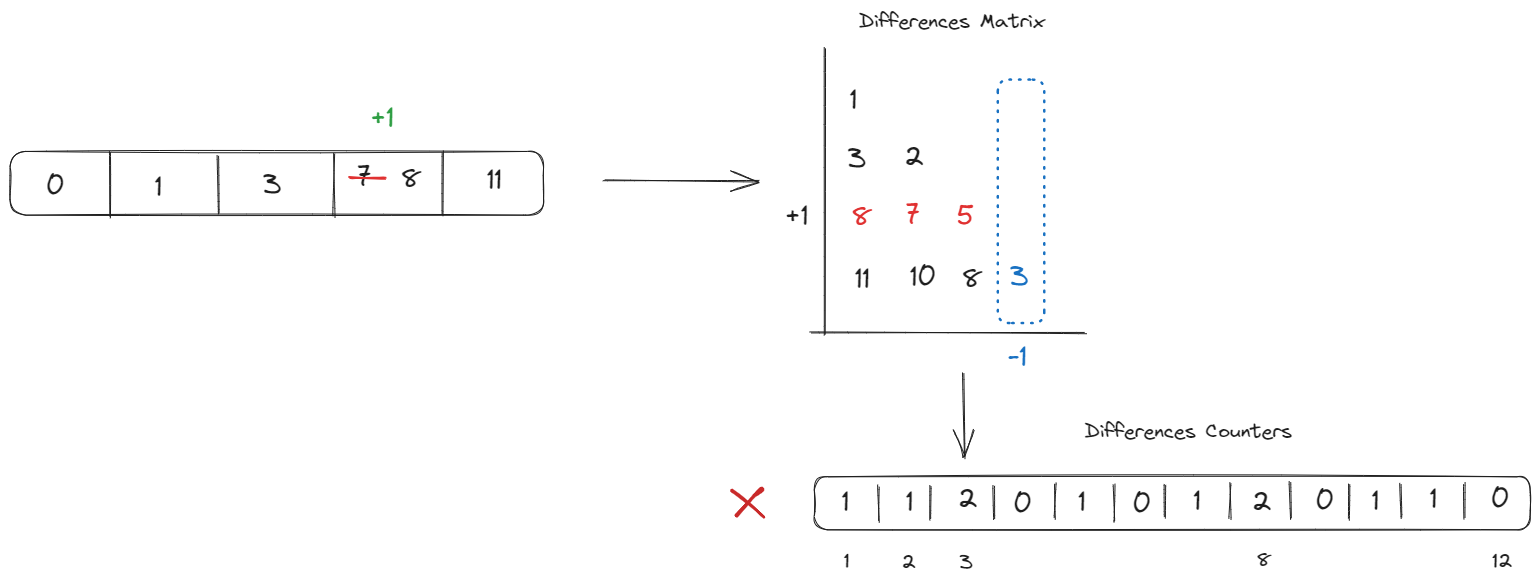 Differences Matrix
+1
0 1 3 7 8 11
1
3 2
+1 8 7 5
11 10 8 3
-1
Differences Counters
1 1 2 0 1 0 1 2 0 1 1 0
1 2 3 8 12